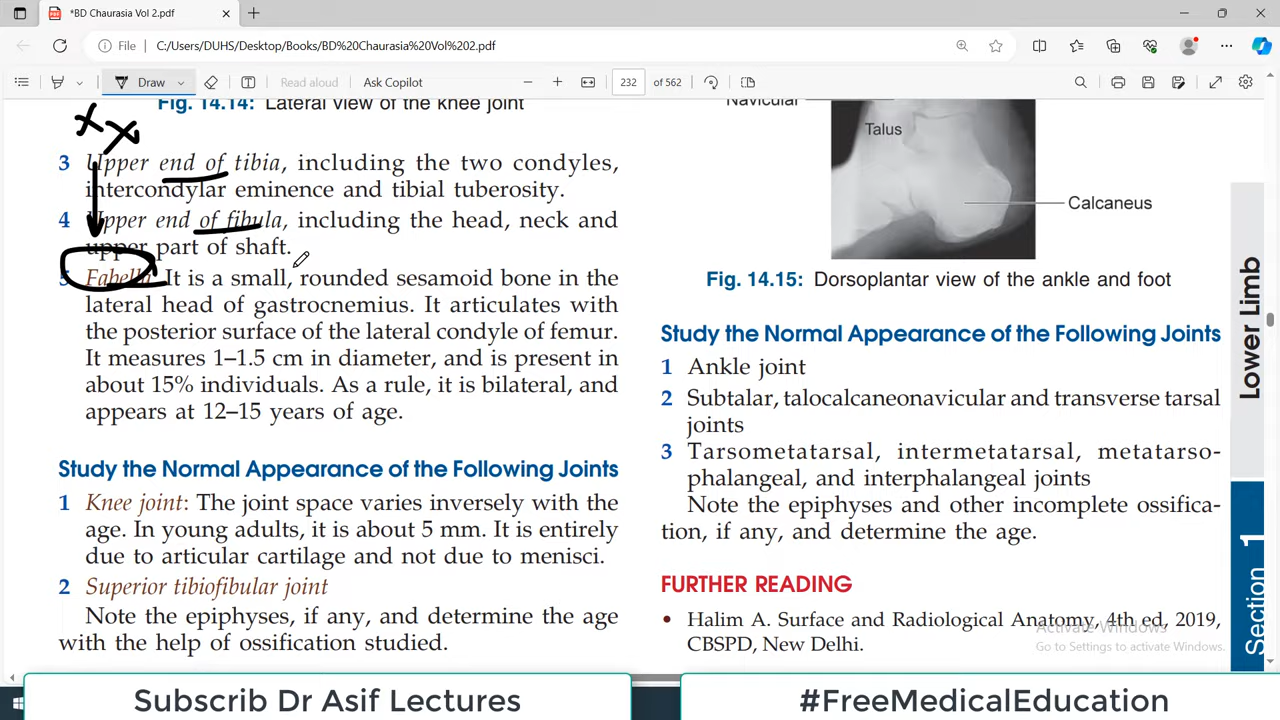 *BD Chaurasia Vol 2.pdf
File
C:/Users/DUHS/Desktop/Books/BD%20Chaurasia%20Vol%202.pdf
Draw
Read aloud
Ask Copilot
232 of 562
Fig. 14.14: Lateral view of the knee joint
3 Upper end of tibia, including the two condyles,
intercondylar eminence and tibial tuberosity.
4 Upper end of fibula, including the head, neck and
upper part of shaft.
5 Fabella: It is a small, rounded sesamoid bone in the
lateral head of gastrocnemius. It articulates with
the posterior surface of the lateral condyle of femur.
It measures 1–1.5 cm in diameter, and is present in
about 15% individuals. As a rule, it is bilateral, and
appears at 12–15 years of age.
Study the Normal Appearance of the Following Joints
1 Knee joint: The joint space varies inversely with the
age. In young adults, it is about 5 mm. It is entirely
due to articular cartilage and not due to menisci.
2 Superior tibiofibular joint
Note the epiphyses, if any, and determine the age
with the help of ossification studied.
Navicular
Talus
Calcaneus
Fig. 14.15: Dorsoplantar view of the ankle and foot
Study the Normal Appearance of the Following Joints
1 Ankle joint
2 Subtalar, talocalcaneonavicular and transverse tarsal
joints
3 Tarsometatarsal, intermetatarsal, metatarso-
phalangeal, and interphalangeal joints
Note the epiphyses and other incomplete ossifica-
tion, if any, and determine the age.
FURTHER READING
• Halim A. Surface and Radiological Anatomy, 4th ed, 2019,
CBSPD, New Delhi.
Lower Limb
Section 1
Activate Windows
Go to Settings to activate Windows.
Subscrib Dr Asif Lectures
#FreeMedicalEducation